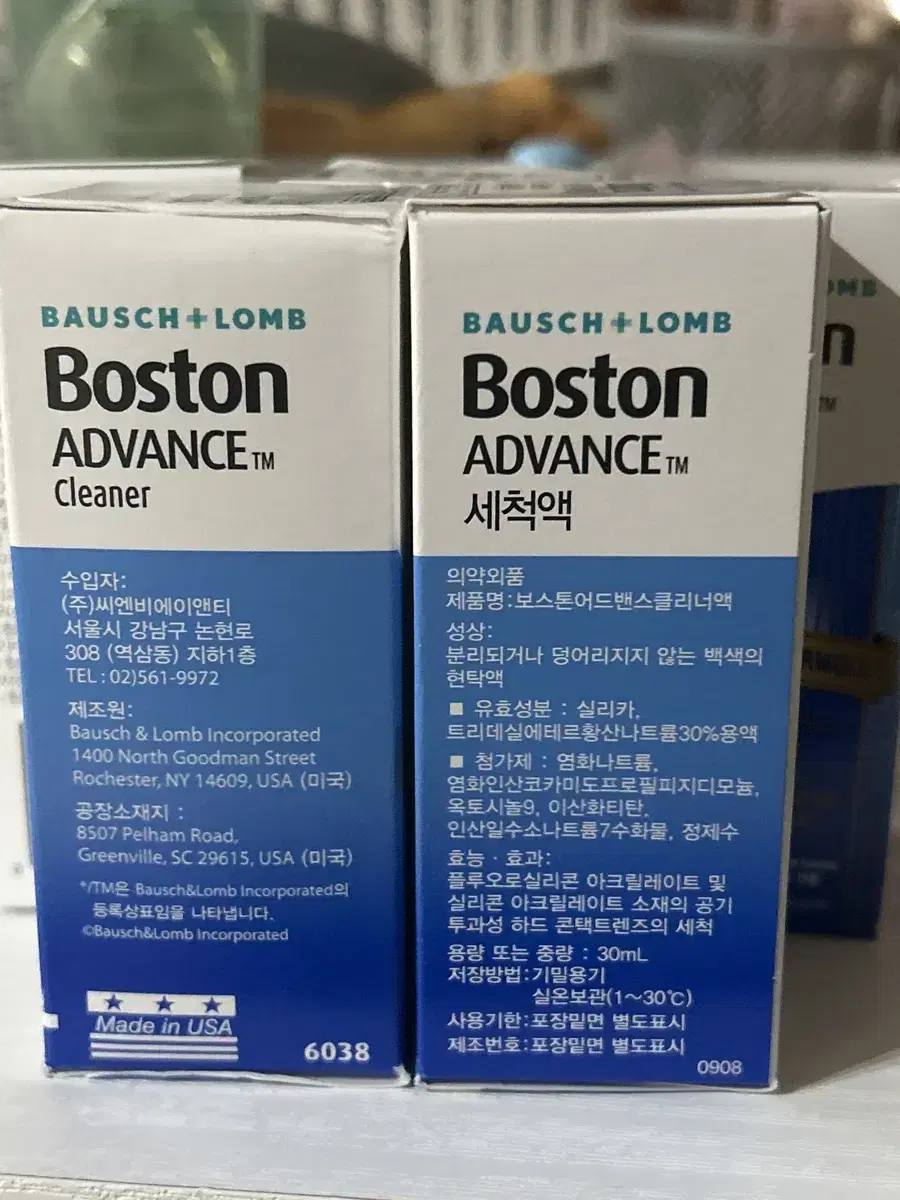 BAUSCH+LOMB
Boston
ADVANCE™
Cleaner
수입자:
(주)씨엔비에이앤티
서울시 강남구 논현로
308 (역삼동) 지하1층
TEL : 02)561-9972
제조원:
Bausch & Lomb Incorporated
1400 North Goodman Street
Rochester, NY 14609, USA (미국)
공장소재지 :
8507 Pelham Road,
Greenville, SC 29615, USA (미국)
*/TM은 Bausch&Lomb Incorporated의
등록상표임을 나타냅니다.
©Bausch&Lomb Incorporated
Made in USA
6038
BAUSCH+LOMB
Boston
ADVANCE™
세척액
의약외품
제품명:보스톤어드밴스클리너액
성상:
분리되거나 덩어리지지 않는 백색의
현탁액
■ 유효성분 : 실리카,
트리데실에테르황산나트륨30%용액
■ 첨가제 : 염화나트륨,
염화인산코카미도프로필피지디모늄,
옥토시놀9, 이산화티탄,
인산일수소나트륨7수화물, 정제수
효능 · 효과:
플루오로실리콘 아크릴레이트 및
실리콘 아크릴레이트 소재의 공기
투과성 하드 콘택트렌즈의 세척
용량 또는 중량 : 30mL
저장방법:기밀용기
실온보관(1~30℃)
사용기한:포장밑면 별도표시
제조번호:포장밑면 별도표시
0908